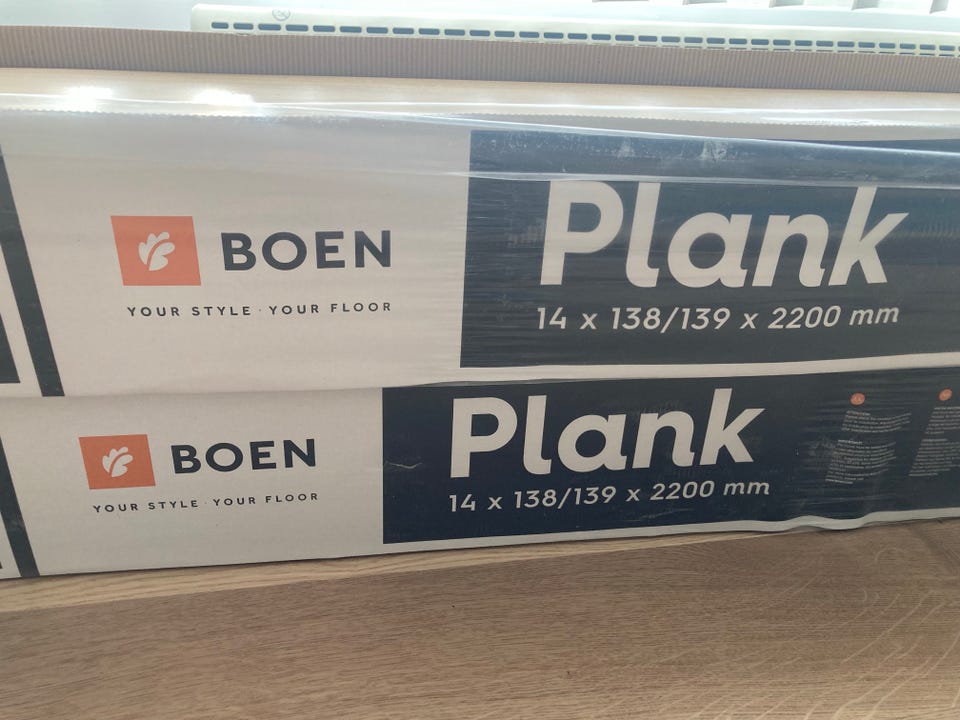 BOEN
YOUR STYLE · YOUR FLOOR
Plank
14 x 138/139 x 2200 mm
BOEN
YOUR STYLE · YOUR FLOOR
Plank
14 x 138/139 x 2200 mm